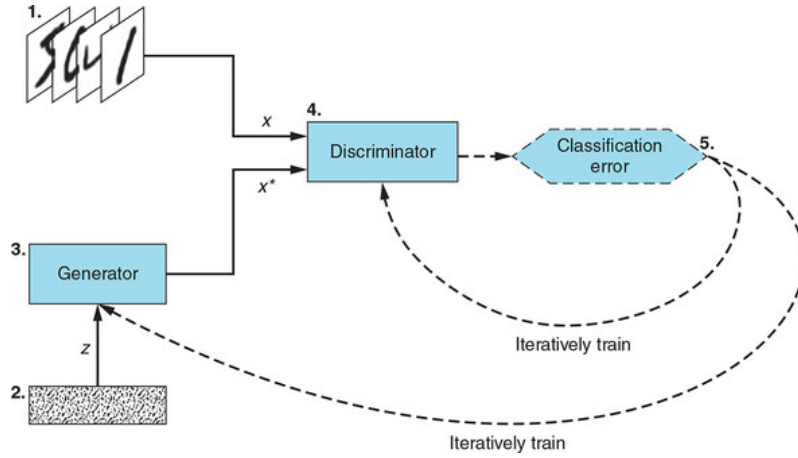 1.
4.
x
Discriminator
Classification
error
5.
x*
3.
Generator
Iteratively train
z
2.
Iteratively train